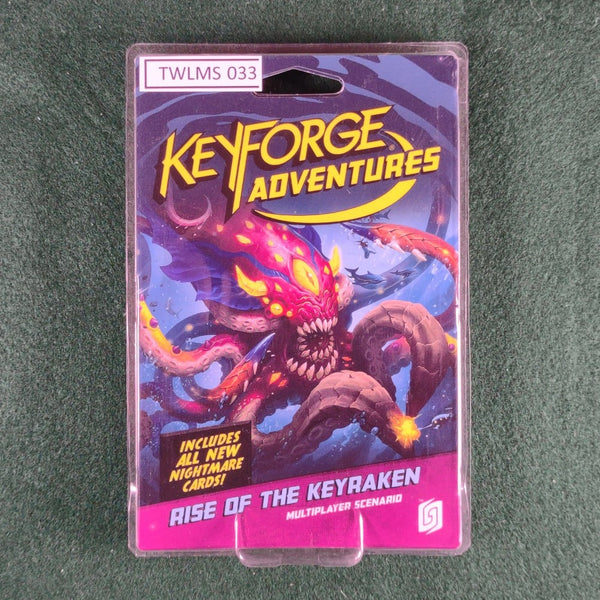 TWLMS 033
KEYFORGE®
ADVENTURES
INCLUDES
ALL NEW
NIGHTMARE
CARDS!
RISE OF THE KEYRAKEN
MULTIPLAYER SCENARIO